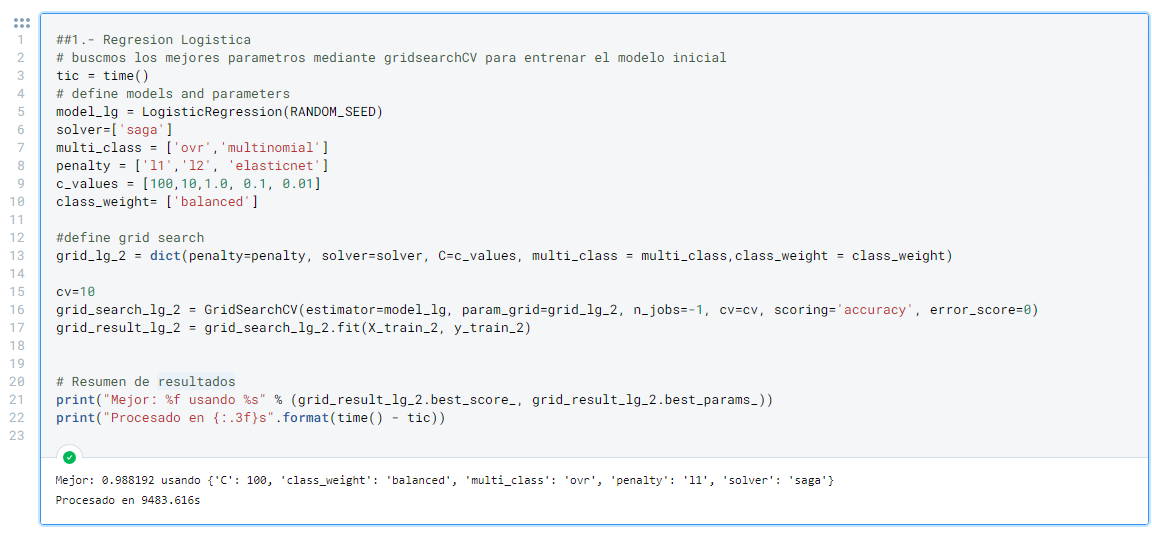 1 ##1.- Regresion Logistica
2 # buscmos los mejores parametros mediante gridsearchCV para entrenar el modelo inicial
3 tic = time()
4 # define models and parameters
5 model_lg = LogisticRegression(RANDOM_SEED)
6 solver=['saga']
7 multi_class = ['ovr','multinomial']
8 penalty = ['l1','l2', 'elasticnet']
9 c_values = [100,10,1.0, 0.1, 0.01]
10 class_weight= ['balanced']
11
12 #define grid search
13 grid_lg_2 = dict(penalty=penalty, solver=solver, C=c_values, multi_class = multi_class,class_weight = class_weight)
14
15 cv=10
16 grid_search_lg_2 = GridSearchCV(estimator=model_lg, param_grid=grid_lg_2, n_jobs=-1, cv=cv, scoring='accuracy', error_score=0)
17 grid_result_lg_2 = grid_search_lg_2.fit(X_train_2, y_train_2)
18
19
20 # Resumen de resultados
21 print("Mejor: %f usando %s" % (grid_result_lg_2.best_score_, grid_result_lg_2.best_params_))
22 print("Procesado en {:.3f}s".format(time() - tic))
23
Mejor: 0.988192 usando {'C': 100, 'class_weight': 'balanced', 'multi_class': 'ovr', 'penalty': 'l1', 'solver': 'saga'}
Procesado en 9483.616s